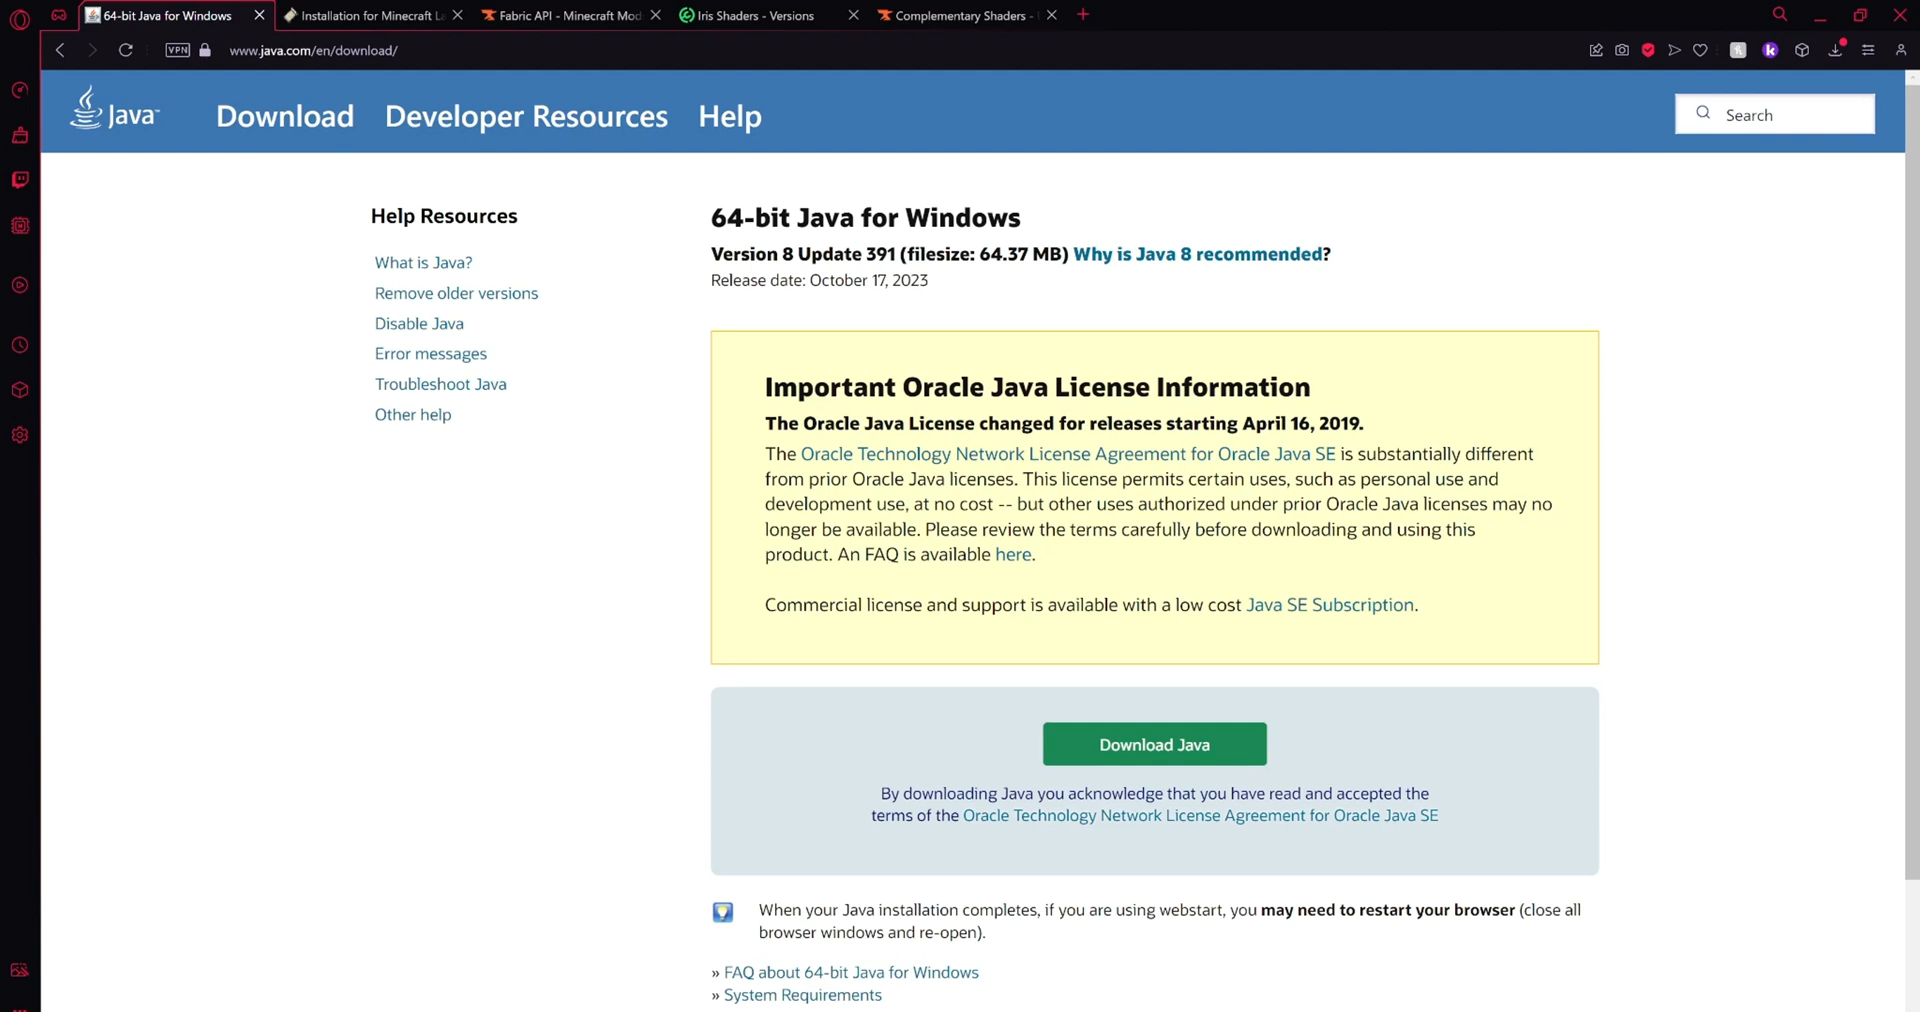 64-bit Java for Windows
Installation for Minecraft La
Fabric API - Minecraft Mod
Iris Shaders - Versions
Complementary Shaders -
VPN
www.java.com/en/download/
Java™
Download
Developer Resources
Help
Search
Help Resources
What is Java?
Remove older versions
Disable Java
Error messages
Troubleshoot Java
Other help
64-bit Java for Windows
Version 8 Update 391 (filesize: 64.37 MB) Why is Java 8 recommended?
Release date: October 17, 2023
Important Oracle Java License Information
The Oracle Java License changed for releases starting April 16, 2019.
The Oracle Technology Network License Agreement for Oracle Java SE is substantially different
from prior Oracle Java licenses. This license permits certain uses, such as personal use and
development use, at no cost -- but other uses authorized under prior Oracle Java licenses may no
longer be available. Please review the terms carefully before downloading and using this
product. An FAQ is available here.
Commercial license and support is available with a low cost Java SE Subscription.
Download Java
By downloading Java you acknowledge that you have read and accepted the
terms of the Oracle Technology Network License Agreement for Oracle Java SE
When your Java installation completes, if you are using webstart, you may need to restart your browser (close all
browser windows and re-open).
» FAQ about 64-bit Java for Windows
» System Requirements